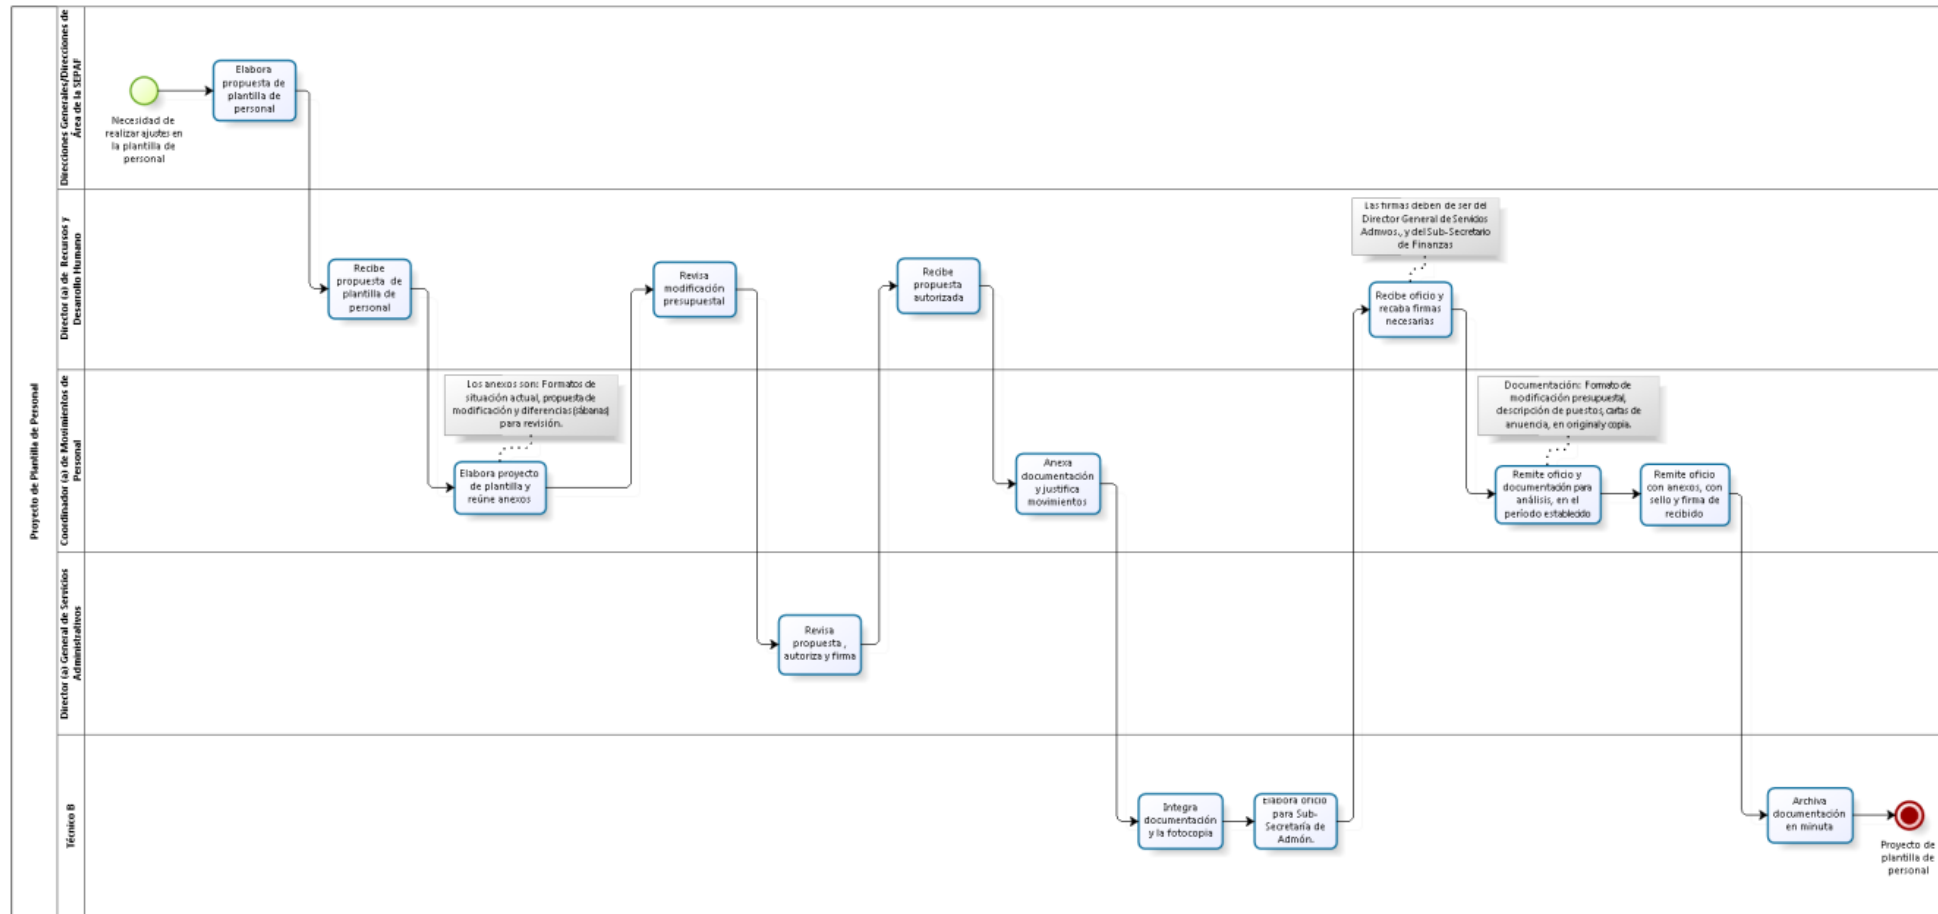 Proyecto de Plantilla de Personal
Direcciones Generales/Direcciones de
Área de la SEPAF
Necesidad de
realizar ajustes en
la plantilla de
personal
Elabora
propuesta de
plantilla de
personal
Director (a) de Recursos y
Desarrollo Humano
Recibe
propuesta de
plantilla de
personal
Revisa
modificación
presupuestal
Recibe
propuesta
autorizada
Las firmas deben de ser del
Director General de Servicios
Admvos., y del Sub-Secretario
de Finanzas
Recibe oficio y
recaba firmas
necesarias
Coordinador (a) de Movimientos de
Personal
Los anexos son: Formatos de
situación actual, propuesta de
modificación y diferencias (sábanas)
para revisión.
Elabora proyecto
de plantilla y
reúne anexos
Anexa
documentación
y justifica
movimientos
Documentación: Formato de
modificación presupuestal,
descripción de puestos, cartas de
anuencia, en original y copia.
Remite oficio y
documentación para
análisis, en el
período establecido
Remite oficio
con anexos, con
sello y firma de
recibido
Director (a) General de Servicios
Administrativos
Revisa
propuesta ,
autoriza y firma
Técnico B
Integra
documentación
y la fotocopia
Elabora oficio
para Sub-
Secretaría de
Admón.
Archiva
documentación
en minuta
Proyecto de
plantilla de
personal